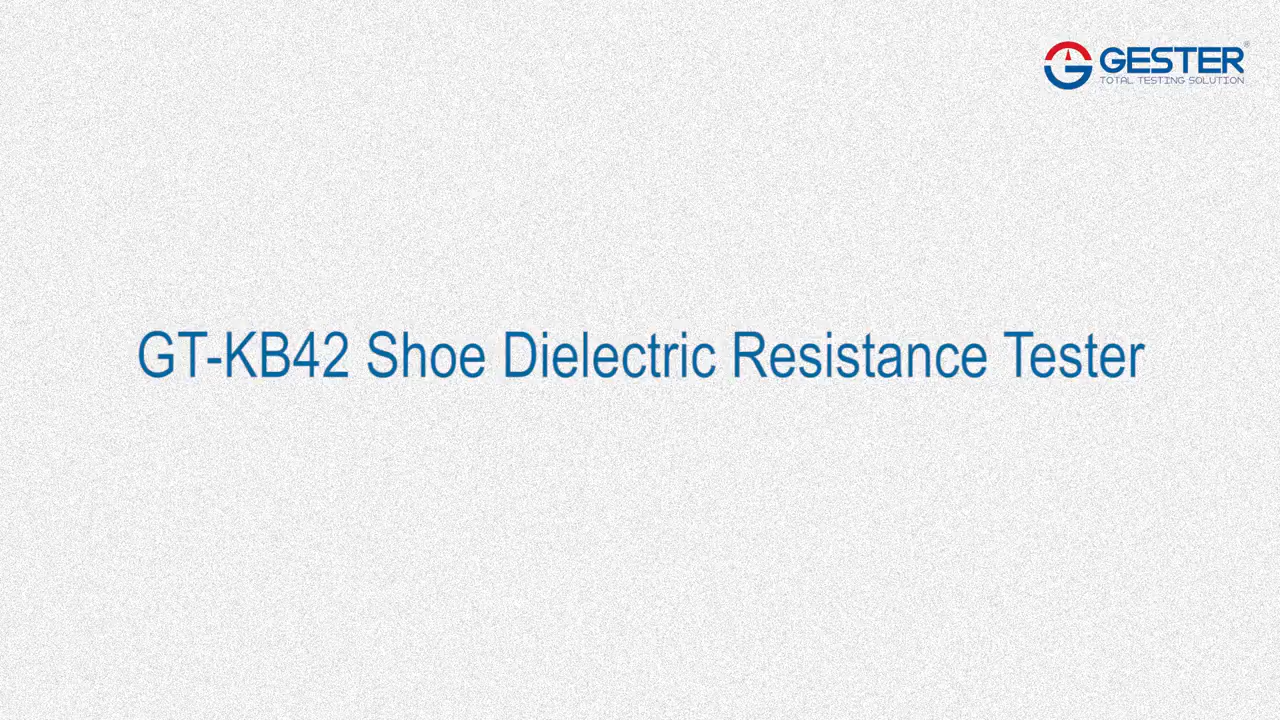 GESTER®
TOTAL TESTING SOLUTION
GT-KB42 Shoe Dielectric Resistance Tester